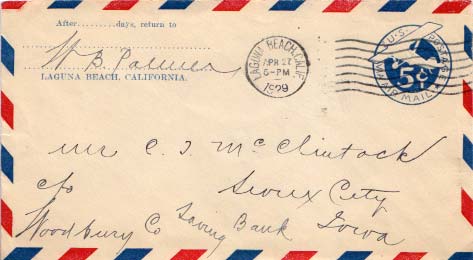 After..........days, return to
W B. Palmer
LAGUNA BEACH, CALIFORNIA.
LAGUNA BEACH, CALIF.
APR 27
6-PM
1929
U.S. POSTAGE
5¢
VIA AIR MAIL
Mr C. J. McClintock
c/o Sioux City
Woodbury Co Saving Bank Iowa